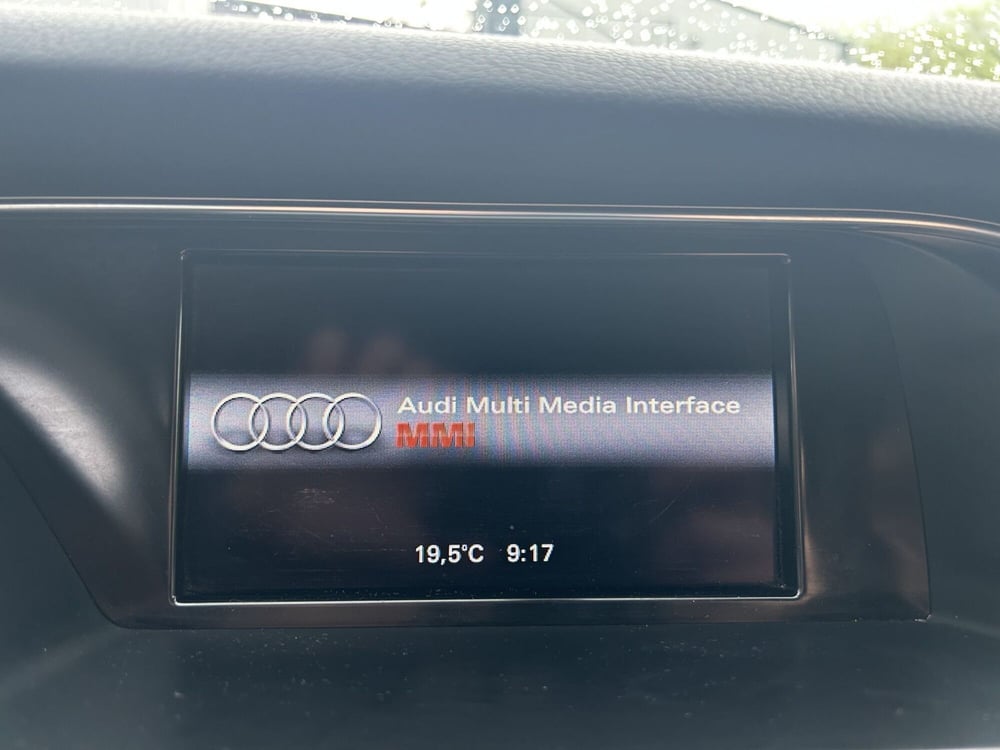 Audi Multi Media Interface
MMI
19,5°C 9:17